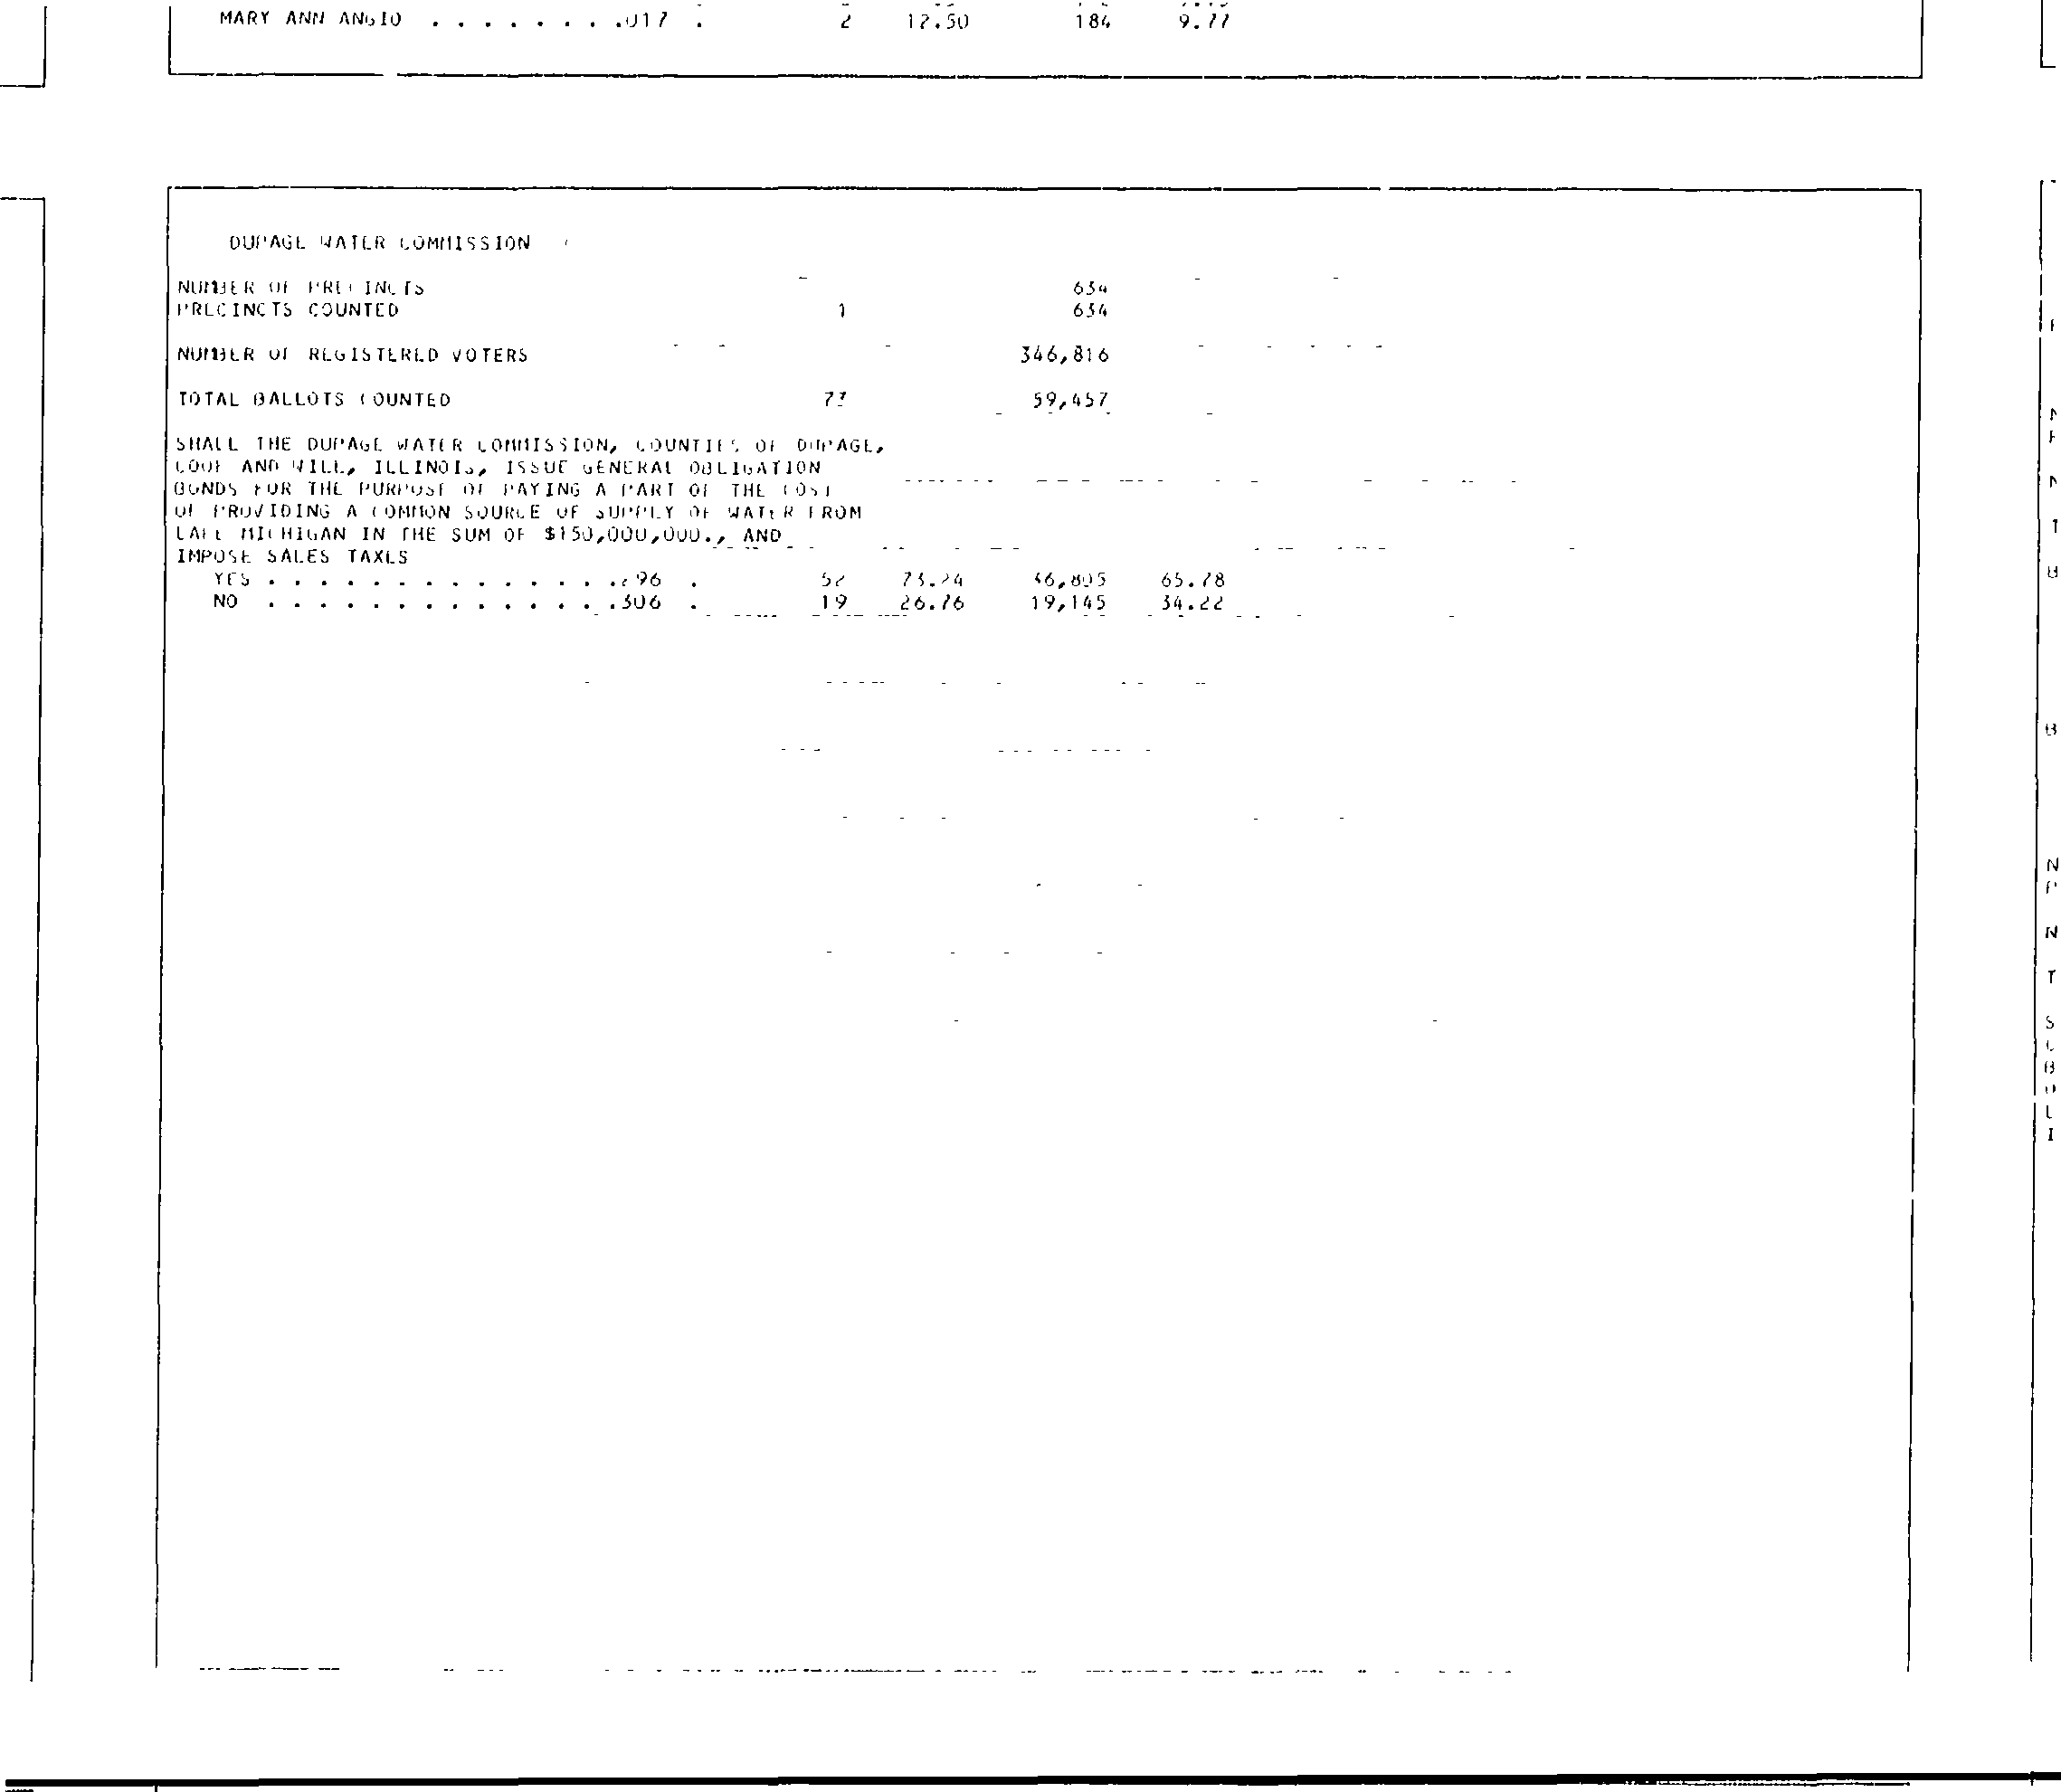 MARY ANN ANGIO . . . . . . . .017 . 2 12.50 184 9.77
DUPAGE WATER COMMISSION
NUMBER OF PRECINCTS 634
PRECINCTS COUNTED 1 634
NUMBER OF REGISTERED VOTERS 346,816
TOTAL BALLOTS COUNTED 59,457
SHALL THE DUPAGE WATER COMMISSION, COUNTIES OF DUPAGE,
COOK AND WILL, ILLINOIS, ISSUE GENERAL OBLIGATION
BONDS FOR THE PURPOSE OF PAYING A PART OF THE COST
OF PROVIDING A COMMON SOURCE OF SUPPLY OF WATER FROM
LAKE MICHIGAN IN THE SUM OF $150,000,000., AND
IMPOSE SALES TAXES
YES . . . . . . . . . . . . . .296 . 52 73.24 36,805 65.78
NO . . . . . . . . . . . . . .306 . 19 26.76 19,145 34.22